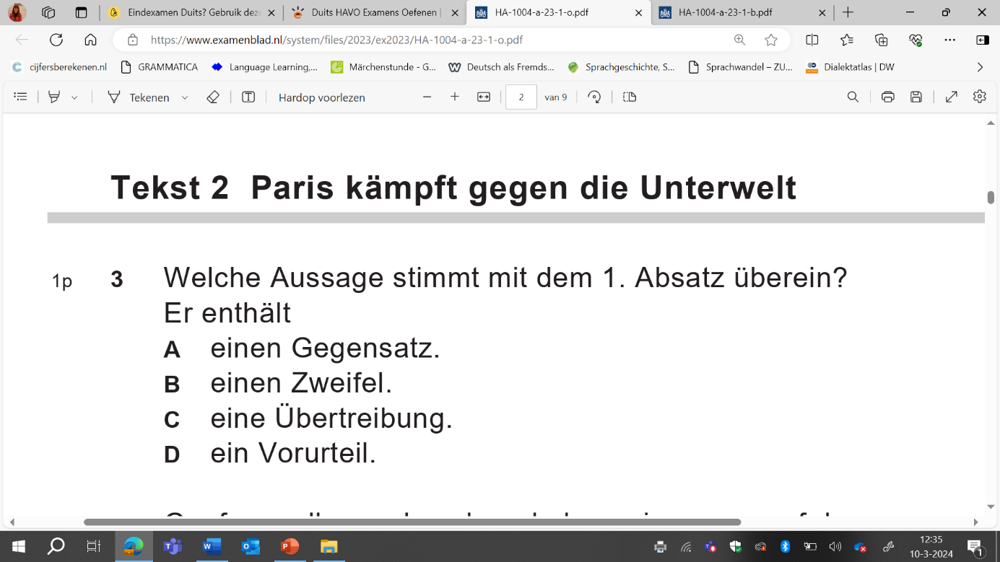 Eindexamen Duits? Gebruik dez
Duits HAVO Examens Oefenen |
HA-1004-a-23-1-o.pdf
HA-1004-a-23-1-b.pdf
https://www.examenblad.nl/system/files/2023/ex2023/HA-1004-a-23-1-o.pdf
cijfersberekenen.nl
GRAMMATICA
Language Learning,...
Märchenstunde - G...
Deutsch als Fremds...
Sprachgeschichte, S...
Sprachwandel – ZU...
Dialektatlas | DW
Tekenen
Hardop voorlezen
2 van 9
Tekst 2 Paris kämpft gegen die Unterwelt
1p 3 Welche Aussage stimmt mit dem 1. Absatz überein?
Er enthält
A einen Gegensatz.
B einen Zweifel.
C eine Übertreibung.
D ein Vorurteil.
12:35
10-3-2024
1